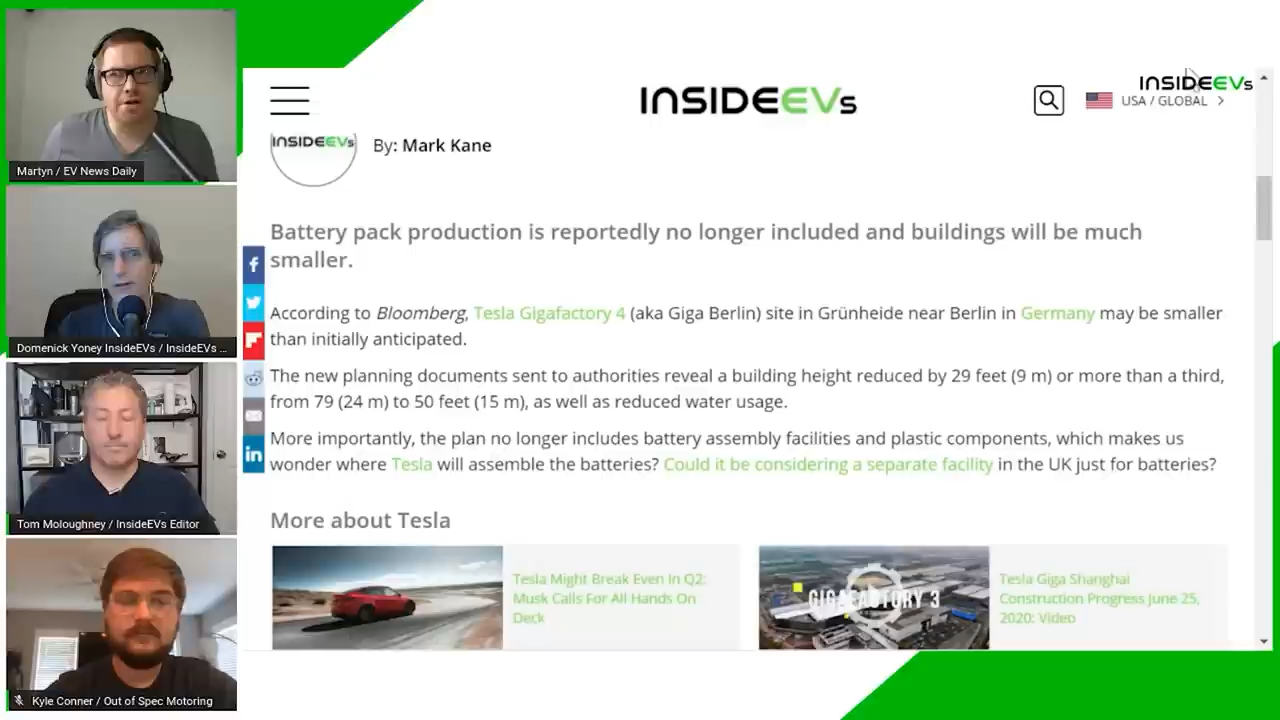 Martyn / EV News Daily
Domenick Yoney InsideEVs / InsideEVs ...
Tom Moloughney / InsideEVs Editor
Kyle Conner / Out of Spec Motoring
INSIDEEVs
INSIDEEVs
USA / GLOBAL
INSIDEEVs
By: Mark Kane
Battery pack production is reportedly no longer included and buildings will be much
smaller.
According to Bloomberg, Tesla Gigafactory 4 (aka Giga Berlin) site in Grünheide near Berlin in Germany may be smaller
than initially anticipated.
The new planning documents sent to authorities reveal a building height reduced by 29 feet (9 m) or more than a third,
from 79 (24 m) to 50 feet (15 m), as well as reduced water usage.
More importantly, the plan no longer includes battery assembly facilities and plastic components, which makes us
wonder where Tesla will assemble the batteries? Could it be considering a separate facility in the UK just for batteries?
More about Tesla
Tesla Might Break Even In Q2:
Musk Calls For All Hands On
Deck
GIGAFACTORY 3
Tesla Giga Shanghai
Construction Progress June 25,
2020: Video